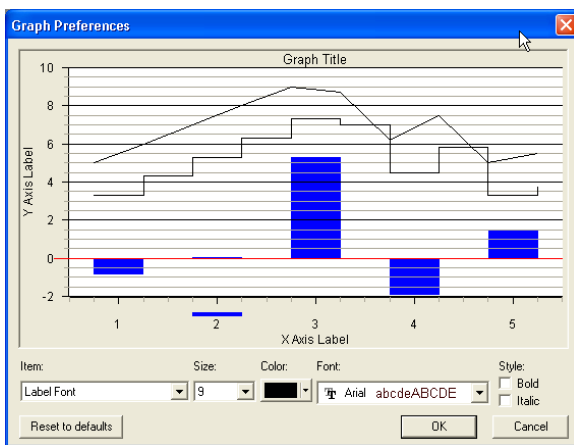 Graph Preferences
Graph Title
10
8
6
4
2
0
-2
Y Axis Label
1 2 3 4 5
X Axis Label
Item: Size: Color: Font: Style:
Label Font 9 Arial abcdeABCDE Bold
Italic
Reset to defaults OK Cancel